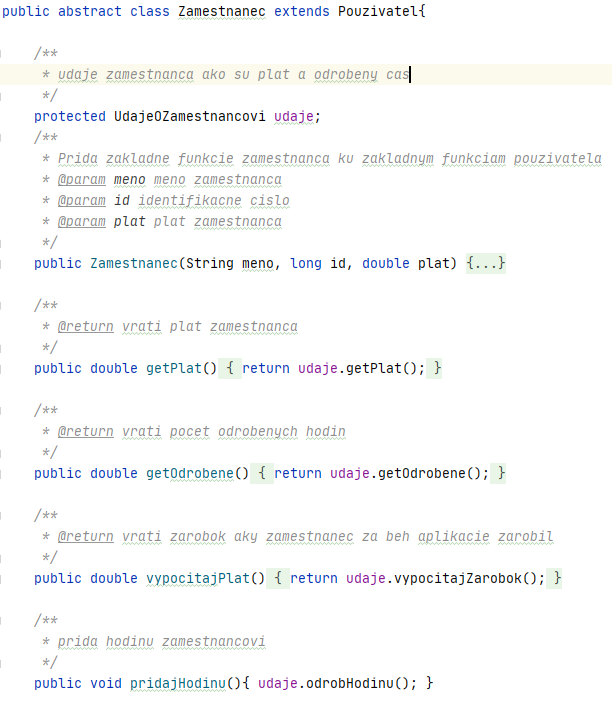 public abstract class Zamestnanec extends Pouzivatel{
/**
* udaje zamestnanca ako su plat a odrobeny cas
*/
protected UdajeOZamestnancovi udaje;
/**
* Prida zakladne funkcie zamestnanca ku zakladnym funkciam pouzivatela
* @param meno meno zamestnanca
* @param id identifikacne cislo
* @param plat plat zamestnanca
*/
public Zamestnanec(String meno, long id, double plat) {...}
/**
* @return vrati plat zamestnanca
*/
public double getPlat() { return udaje.getPlat(); }
/**
* @return vrati pocet odrobenych hodin
*/
public double getOdrobene() { return udaje.getOdrobene(); }
/**
* @return vrati zarobok aky zamestnanec za beh aplikacie zarobil
*/
public double vypocitajPlat() { return udaje.vypocitajZarobok(); }
/**
* prida hodinu zamestnancovi
*/
public void pridajHodinu(){ udaje.odrobHodinu(); }